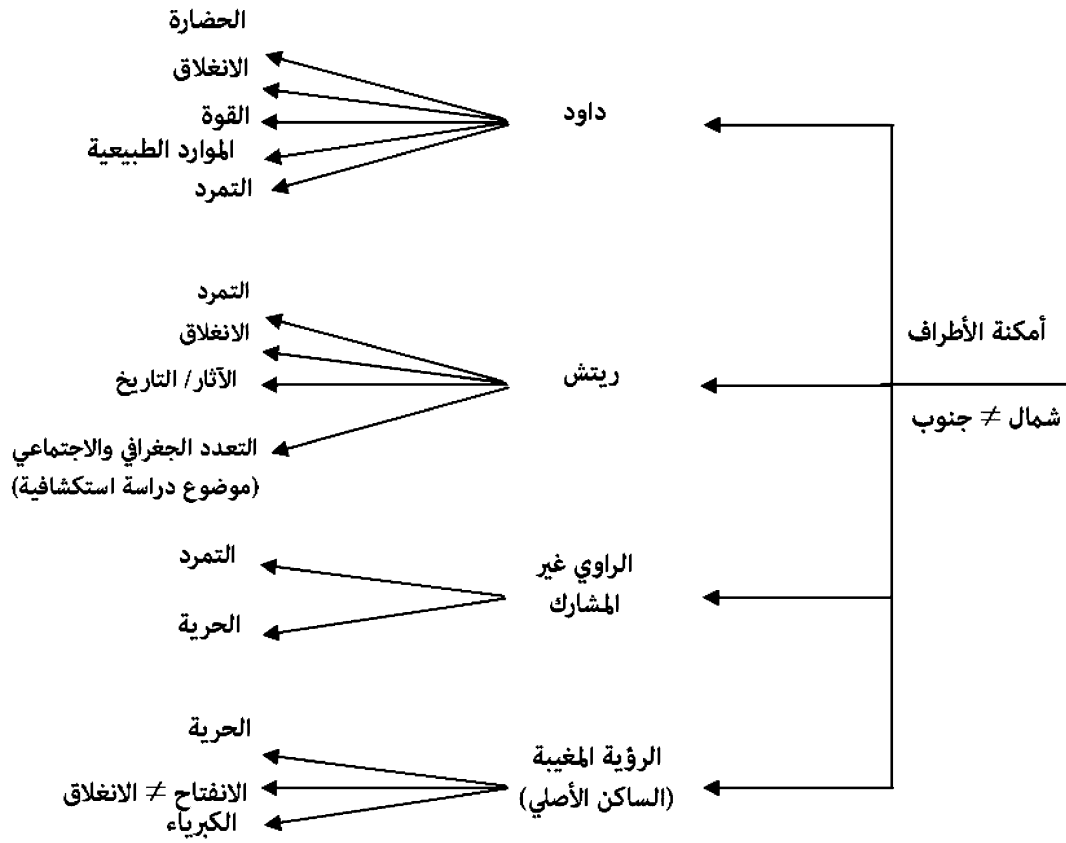 أمكنة الأطراف
شمال ≠ جنوب
داود
الحضارة
الانغلاق
القوة
الموارد الطبيعية
التمرد
ريتش
التمرد
الانغلاق
الآثار/ التاريخ
التعدد الجغرافي والاجتماعي
(موضوع دراسة استكشافية)
الراوي غير
المشارك
التمرد
الحرية
الرؤية المغيبة
(الساكن الأصلي)
الحرية
الانفتاح ≠ الانغلاق
الكبرياء